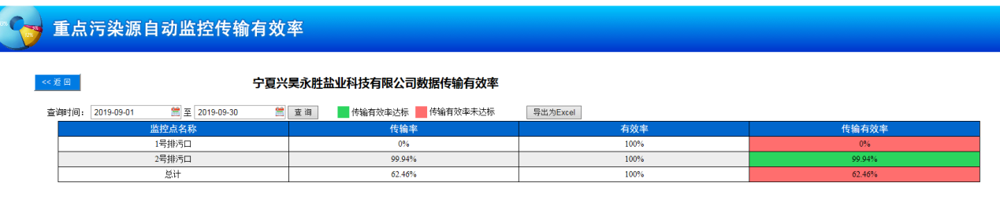 重点污染源自动监控传输有效率
<< 返回
宁夏兴昊永胜盐业科技有限公司数据传输有效率
查询时间： 2019-09-01 至 2019-09-30 查 询 传输有效率达标 传输有效率未达标 导出为Excel
监控点名称 传输率 有效率 传输有效率
1号排污口 0% 100% 0%
2号排污口 99.94% 100% 99.94%
总计 62.46% 100% 62.46%